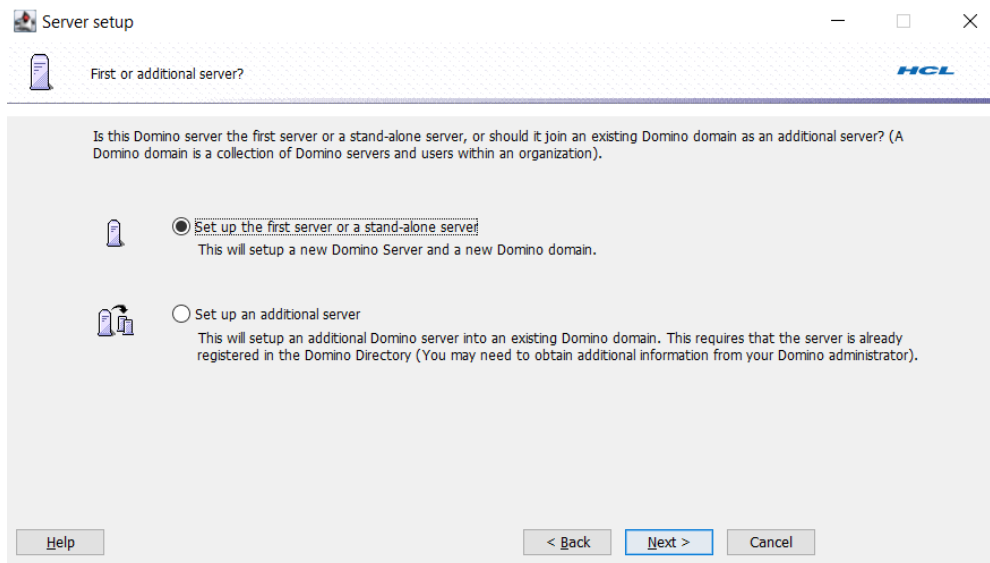 Server setup
First or additional server?
HCL
Is this Domino server the first server or a stand-alone server, or should it join an existing Domino domain as an additional server? (A
Domino domain is a collection of Domino servers and users within an organization).
Set up the first server or a stand-alone server
This will setup a new Domino Server and a new Domino domain.
Set up an additional server
This will setup an additional Domino server into an existing Domino domain. This requires that the server is already
registered in the Domino Directory (You may need to obtain additional information from your Domino administrator).
Help
< Back
Next >
Cancel